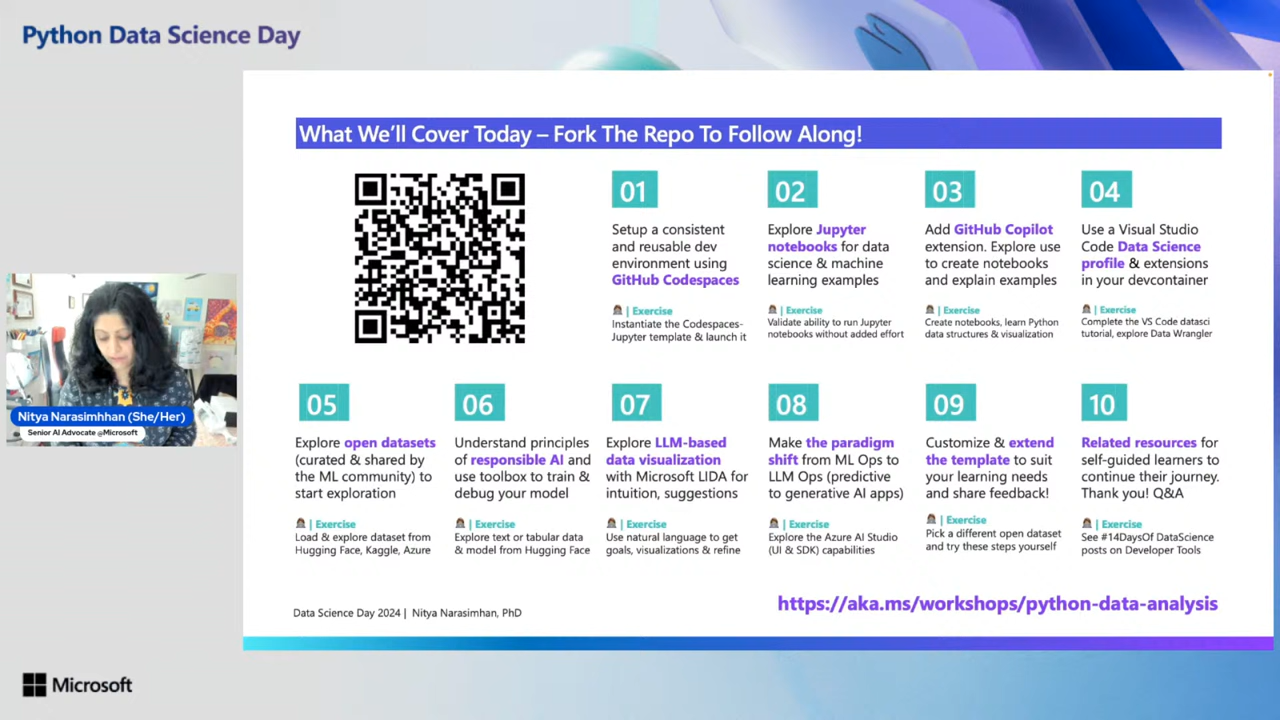 Python Data Science Day
What We'll Cover Today – Fork The Repo To Follow Along!
01
Setup a consistent
and reusable dev
environment using
GitHub Codespaces
| Exercise
Instantiate the Codespaces-
Jupyter template & launch it
02
Explore Jupyter
notebooks for data
science & machine
learning examples
| Exercise
Validate ability to run Jupyter
notebooks without added effort
03
Add GitHub Copilot
extension. Explore use
to create notebooks
and explain examples
| Exercise
Create notebooks, learn Python
data structures & visualization
04
Use a Visual Studio
Code Data Science
profile & extensions
in your devcontainer
| Exercise
Complete the VS Code datasci
tutorial, explore Data Wrangler
05
Explore open datasets
(curated & shared by
the ML community) to
start exploration
| Exercise
Load & explore dataset from
Hugging Face, Kaggle, Azure
06
Understand principles
of responsible AI and
use toolbox to train &
debug your model
| Exercise
Explore text or tabular data
& model from Hugging Face
07
Explore LLM-based
data visualization
with Microsoft LIDA for
intuition, suggestions
| Exercise
Use natural language to get
goals, visualizations & refine
08
Make the paradigm
shift from ML Ops to
LLM Ops (predictive
to generative AI apps)
| Exercise
Explore the Azure AI Studio
(UI & SDK) capabilities
09
Customize & extend
the template to suit
your learning needs
and share feedback!
| Exercise
Pick a different open dataset
and try these steps yourself
10
Related resources for
self-guided learners to
continue their journey.
Thank you! Q&A
| Exercise
See #14DaysOf DataScience
posts on Developer Tools
Nitya Narasimhhan (She/Her)
Senior AI Advocate @Microsoft
Data Science Day 2024 | Nitya Narasimhan, PhD
https://aka.ms/workshops/python-data-analysis
Microsoft